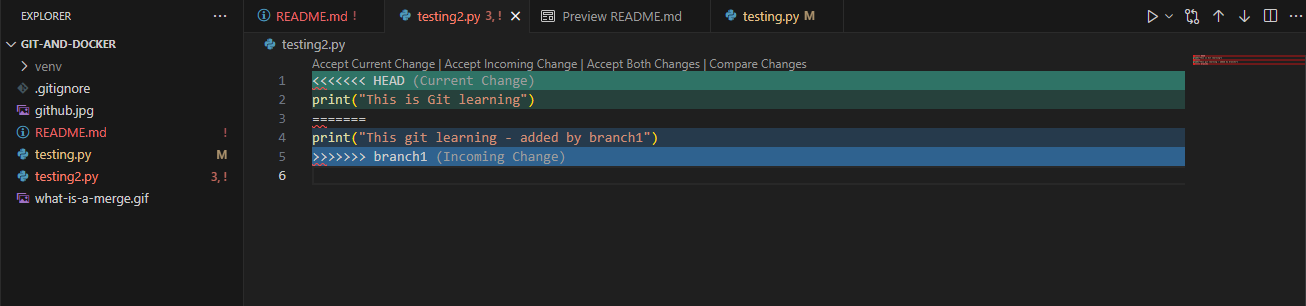 EXPLORER
GIT-AND-DOCKER
venv
.gitignore
github.jpg
README.md !
testing.py M
testing2.py 3, !
what-is-a-merge.gif
README.md ! testing2.py 3, ! Preview README.md testing.py M
testing2.py
Accept Current Change | Accept Incoming Change | Accept Both Changes | Compare Changes
1 <<<<<<< HEAD (Current Change)
2 print("This is Git learning")
3 =======
4 print("This git learning - added by branch1")
5 >>>>>>> branch1 (Incoming Change)
6